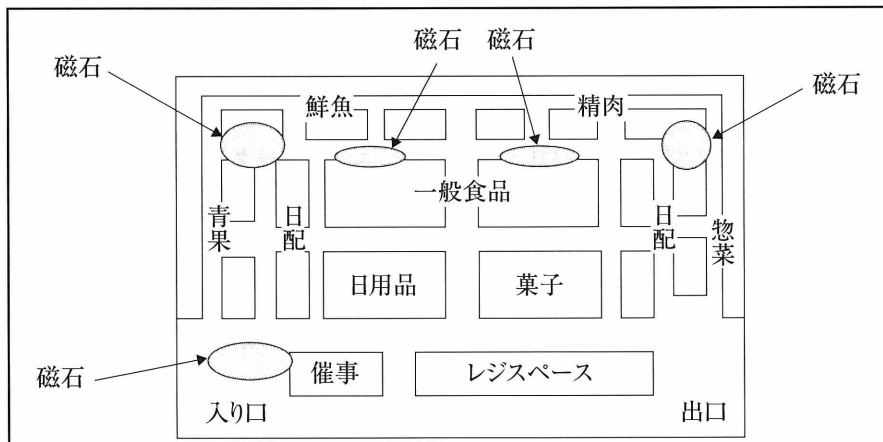 磁石 磁石
磁石
磁石
鮮魚
精肉
一般食品
青果
日配
日配
惣菜
日用品
菓子
磁石
催事
レジスペース
入り口
出口